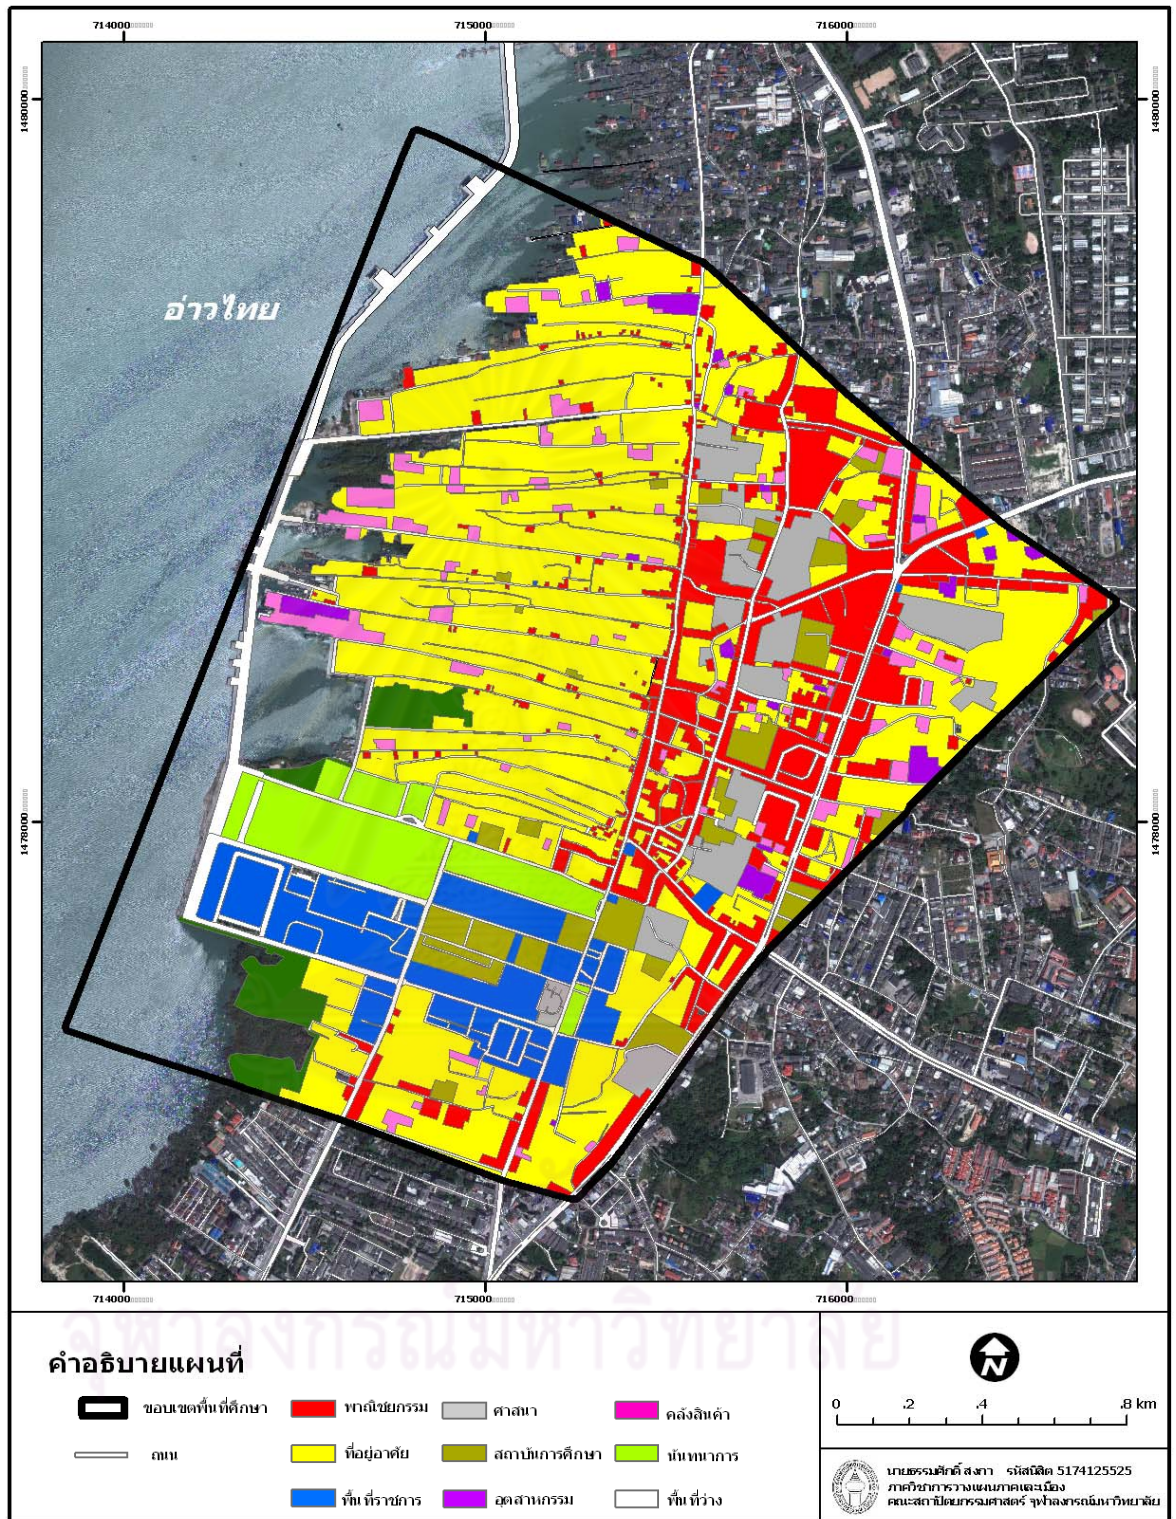 714000
715000
716000
1480000
1480000
อ่าวไทย
1478000
1478000
714000
715000
716000
จุฬาลงกรณ์มหาวิทยาลัย
คำอธิบายแผนที่
ขอบเขตพื้นที่ศึกษา
พาณิชยกรรม
ศาสนา
คลังสินค้า
ถนน
ที่อยู่อาศัย
สถาบันการศึกษา
นันทนาการ
พื้นที่ราชการ
อุตสาหกรรม
พื้นที่ว่าง
N
0 .2 .4 .8 km
นายธรรมศักดิ์ สงกา รหัสนิสิต 5174125525
ภาควิชาการวางแผนภาคและเมือง
คณะสถาปัตยกรรมศาสตร์ จุฬาลงกรณ์มหาวิทยาลัย